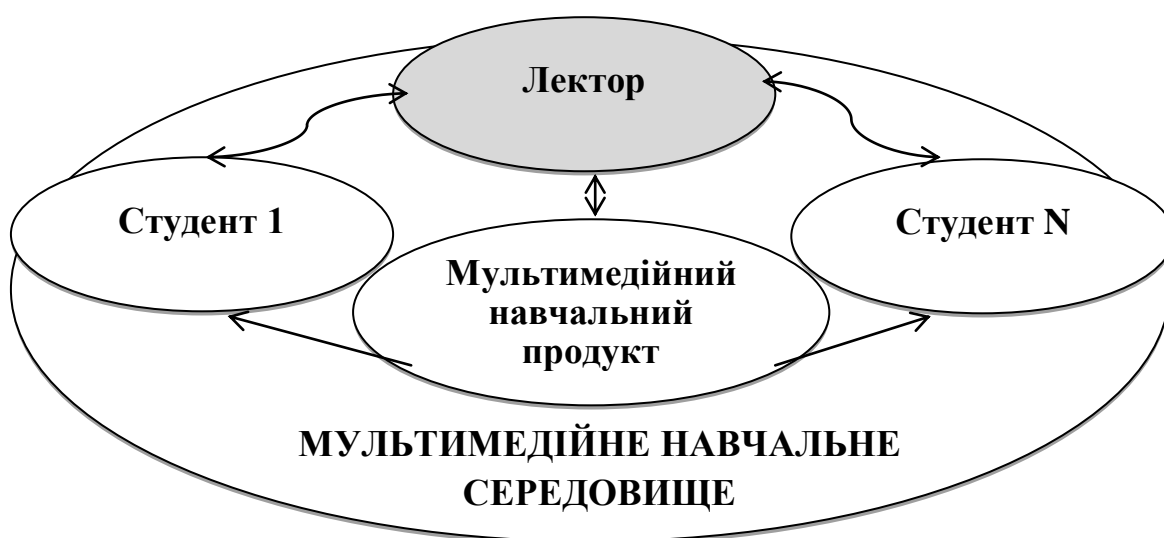 Лектор
Студент 1
Студент N
Мультимедійний
навчальний
продукт
МУЛЬТИМЕДІЙНЕ НАВЧАЛЬНЕ
СЕРЕДОВИЩЕ